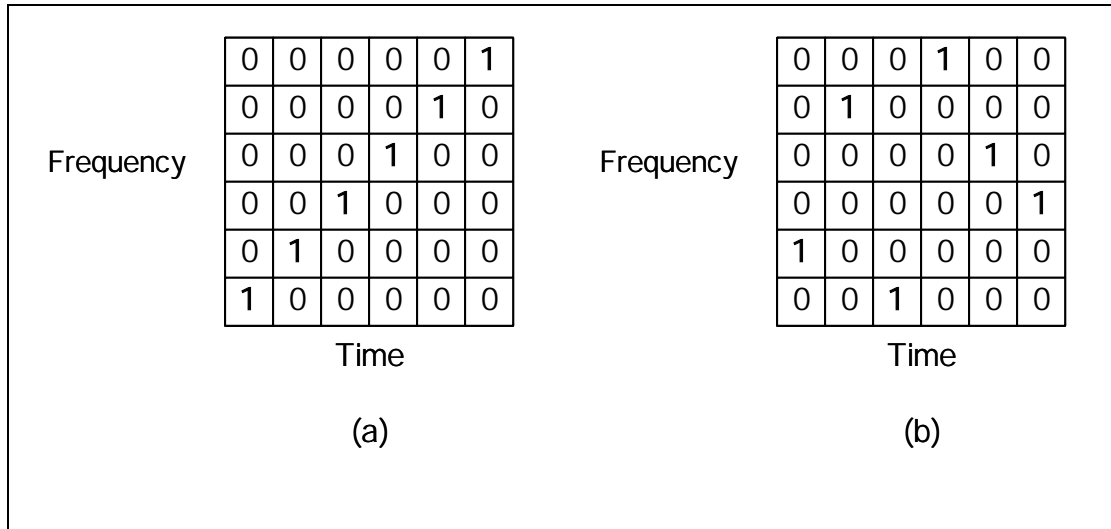 0 0 0 0 0 1 0 0 0 1 0 0
0 0 0 0 1 0 0 1 0 0 0 0
Frequency 0 0 0 1 0 0 Frequency 0 0 0 0 1 0
0 0 1 0 0 0 0 0 0 0 0 1
0 1 0 0 0 0 1 0 0 0 0 0
1 0 0 0 0 0 0 0 1 0 0 0
Time Time
(a) (b)